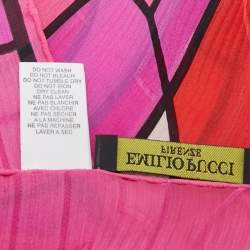 DO NOT WASH
DO NOT BLEACH
DO NOT TUMBLE DRY
DO NOT IRON
DRY CLEAN
NE PAS LAVER
NE PAS BLANCHIR
AVEC CHLORE
NE PAS SÉCHER
A LA MACHINE
NE PAS REPASSER
LAVER A SEC
EMILIO PUCCI
FIRENZE